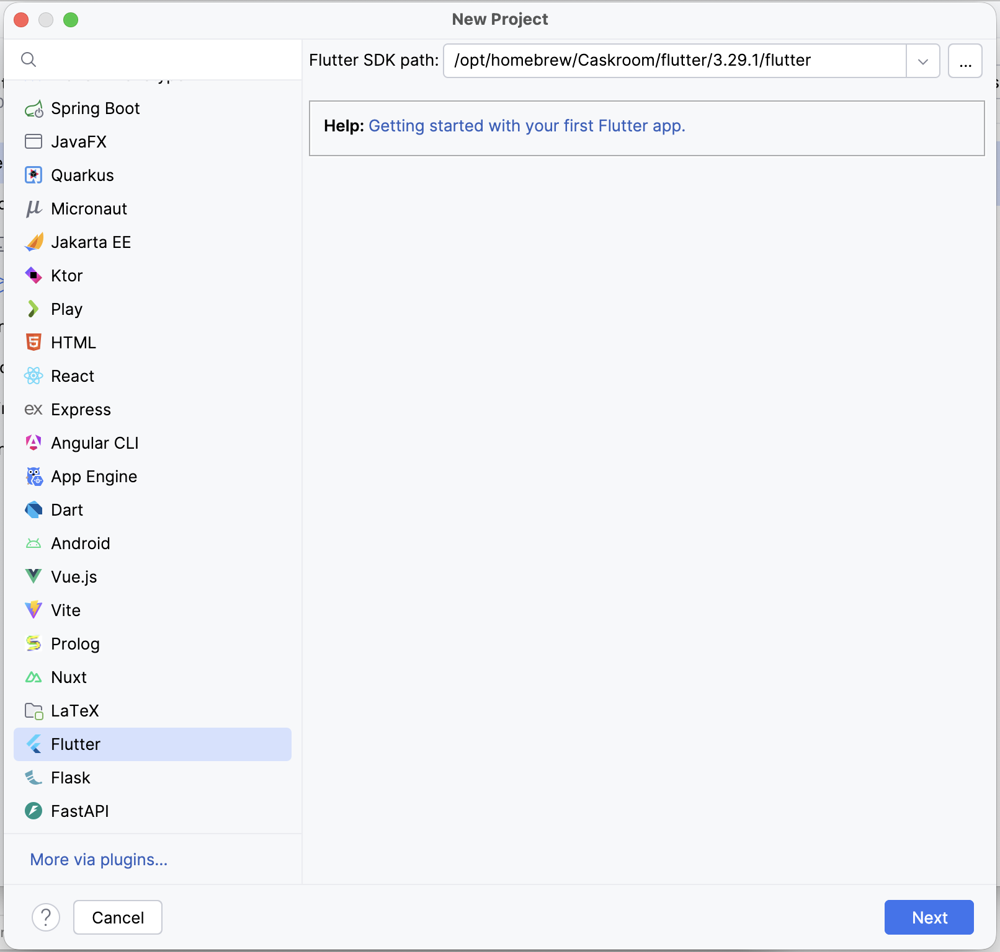 New Project
Flutter SDK path: /opt/homebrew/Caskroom/flutter/3.29.1/flutter ...
Help: Getting started with your first Flutter app.
Spring Boot
JavaFX
Quarkus
Micronaut
Jakarta EE
Ktor
Play
HTML
React
ex Express
Angular CLI
App Engine
Dart
Android
Vue.js
Vite
Prolog
Nuxt
LaTeX
Flutter
Flask
FastAPI
More via plugins...
? Cancel
Next